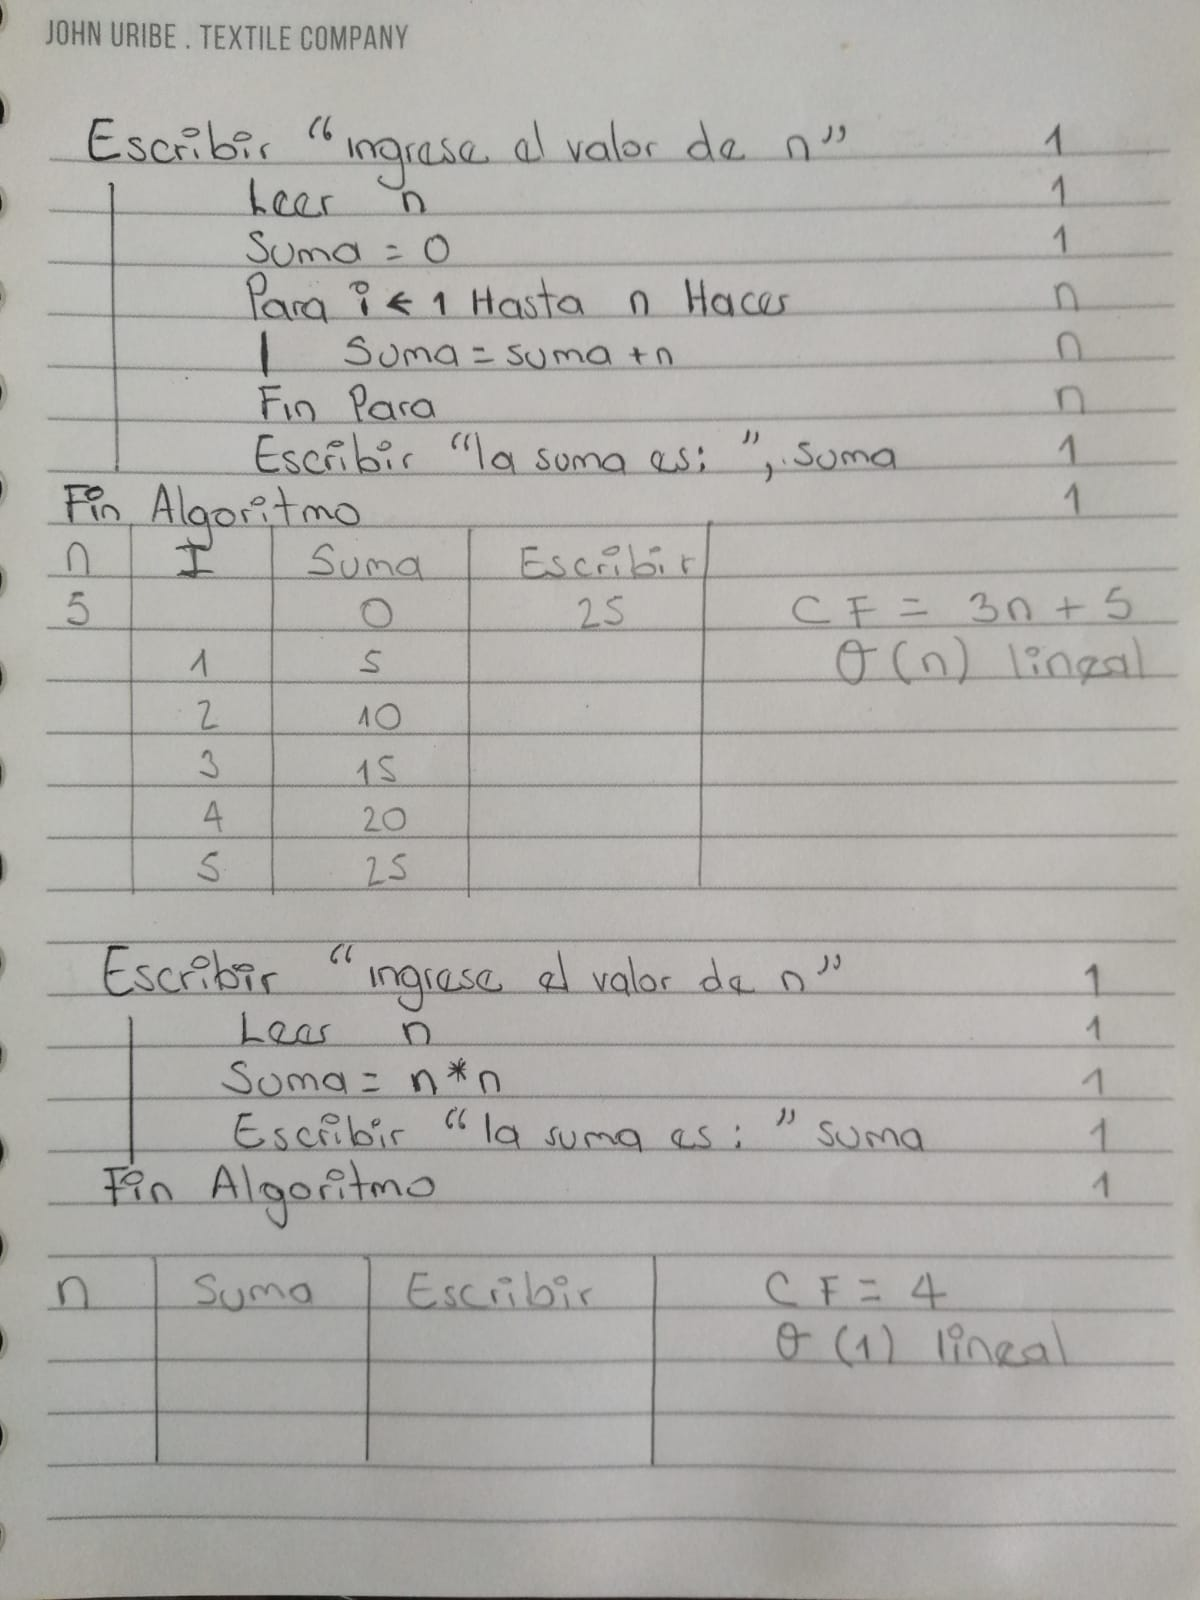 JOHN URIBE . TEXTILE COMPANY
Escribir "ingrese el valor de n" 1
Leer n 1
Suma = 0 1
Para i ← 1 Hasta n Hacer n
Suma = suma + n n
Fin Para n
Escribir "la suma es: ", suma 1
Fin Algoritmo 1
n I Suma Escribir
5 0 25 CF = 3n + 5
1 5 θ (n) lineal
2 10
3 15
4 20
5 25
Escribir "ingrese el valor de n" 1
Leer n 1
Suma = n * n 1
Escribir "la suma es: " suma 1
Fin Algoritmo 1
n Suma Escribir CF = 4
θ (1) lineal